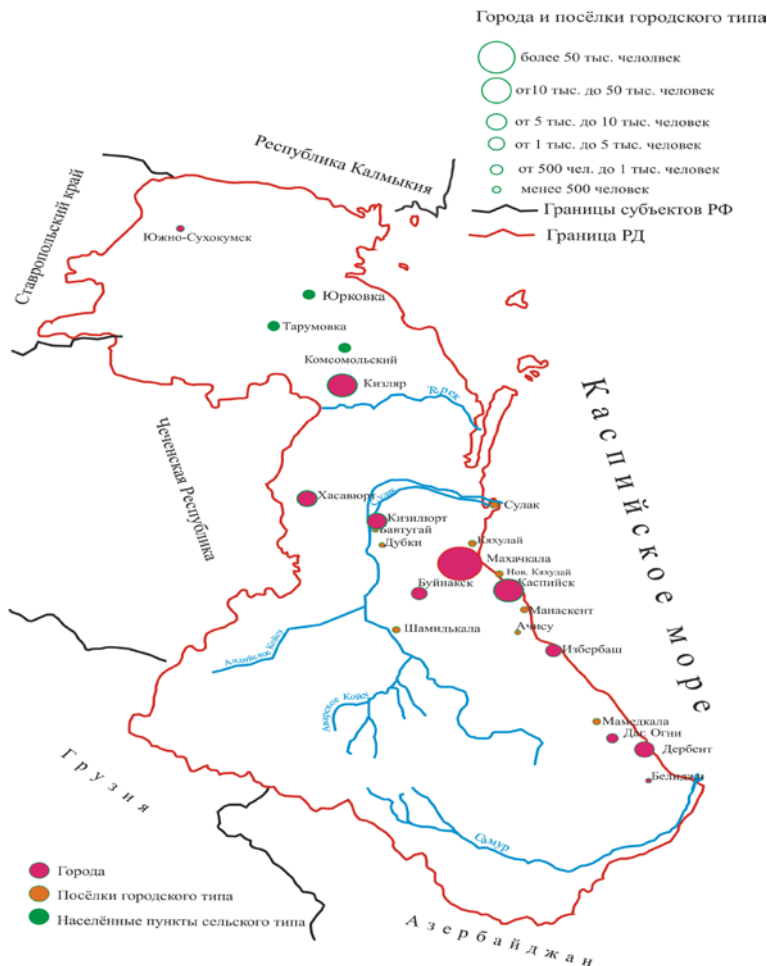 Города и посёлки городского типа
более 50 тыс. челолвек
от10 тыс. до 50 тыс. человек
от 5 тыс. до 10 тыс. человек
от 1 тыс. до 5 тыс. человек
от 500 чел. до 1 тыс. человек
менее 500 человек
Границы субъектов РФ
Граница РД
Республика Калмыкия
Ставропольский край
Южно-Сухокумск
Юрковка
Тарумовка
Комсомольский
Кизляр
Терек
Каспийское море
Чеченская Республика
Хасавюрт
Сулак
Сулак
Кизилюрт
Бавтугай
Дубки
Кяхулай
Махачкала
Нов. Кяхулай
Буйнакск
Каспийск
Манаскент
Шамилькала
Ачису
Избербаш
Андийское Койсу
Аварское Койсу
Мамедкала
Даг. Огни
Дербент
Белиджи
Грузия
Самур
Азербайджан
Города
Посёлки городского типа
Населённые пункты сельского типа